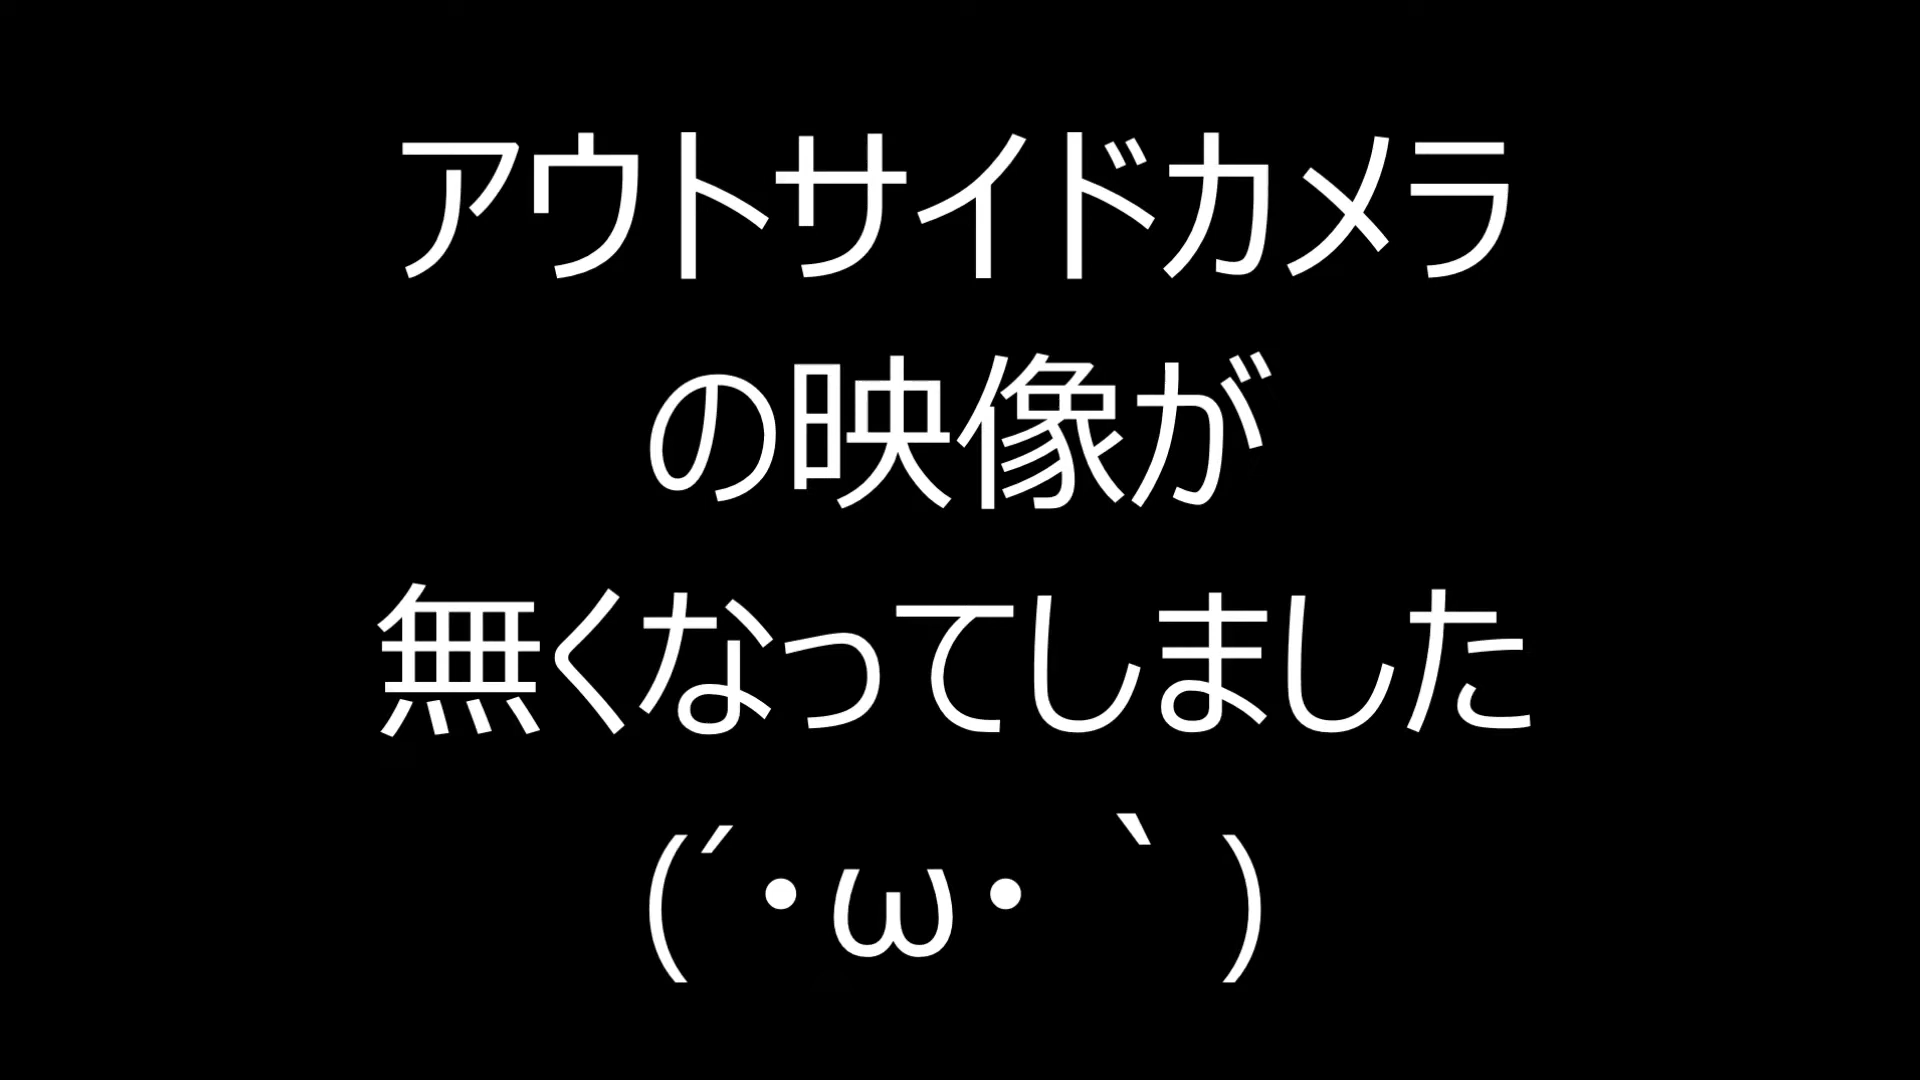 アウトサイドカメラ
の映像が
無くなってしまいました
(´・ω・｀)